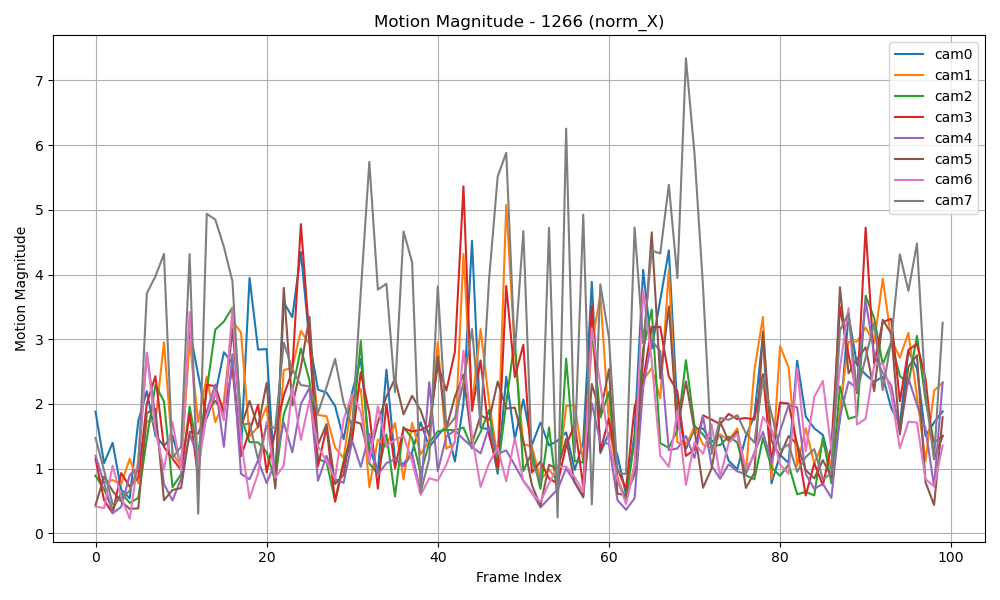 Motion Magnitude - 1266 (norm_X)
Motion Magnitude
7
6
5
4
3
2
1
0
cam0
cam1
cam2
cam3
cam4
cam5
cam6
cam7
0 20 40 60 80 100
Frame Index